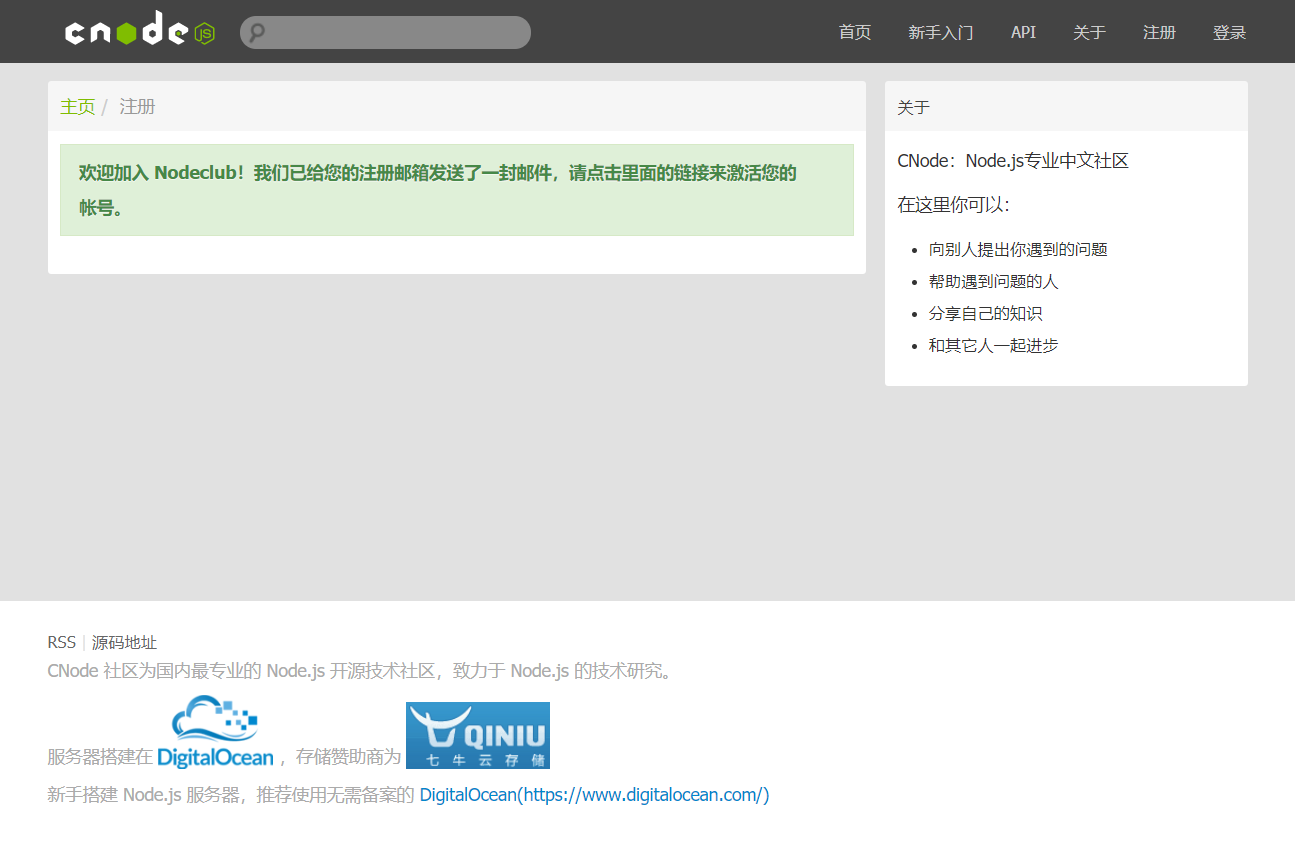 cnode JS
首页 新手入门 API 关于 注册 登录
主页 / 注册
欢迎加入 Nodeclub！我们已给您的注册邮箱发送了一封邮件，请点击里面的链接来激活您的
帐号。
关于
CNode：Node.js专业中文社区
在这里你可以：
向别人提出你遇到的问题
帮助遇到问题的人
分享自己的知识
和其它人一起进步
RSS | 源码地址
CNode 社区为国内最专业的 Node.js 开源技术社区，致力于 Node.js 的技术研究。
服务器搭建在 DigitalOcean ，存储赞助商为 QINIU 七牛云存储
新手搭建 Node.js 服务器，推荐使用无需备案的 DigitalOcean(https://www.digitalocean.com/)